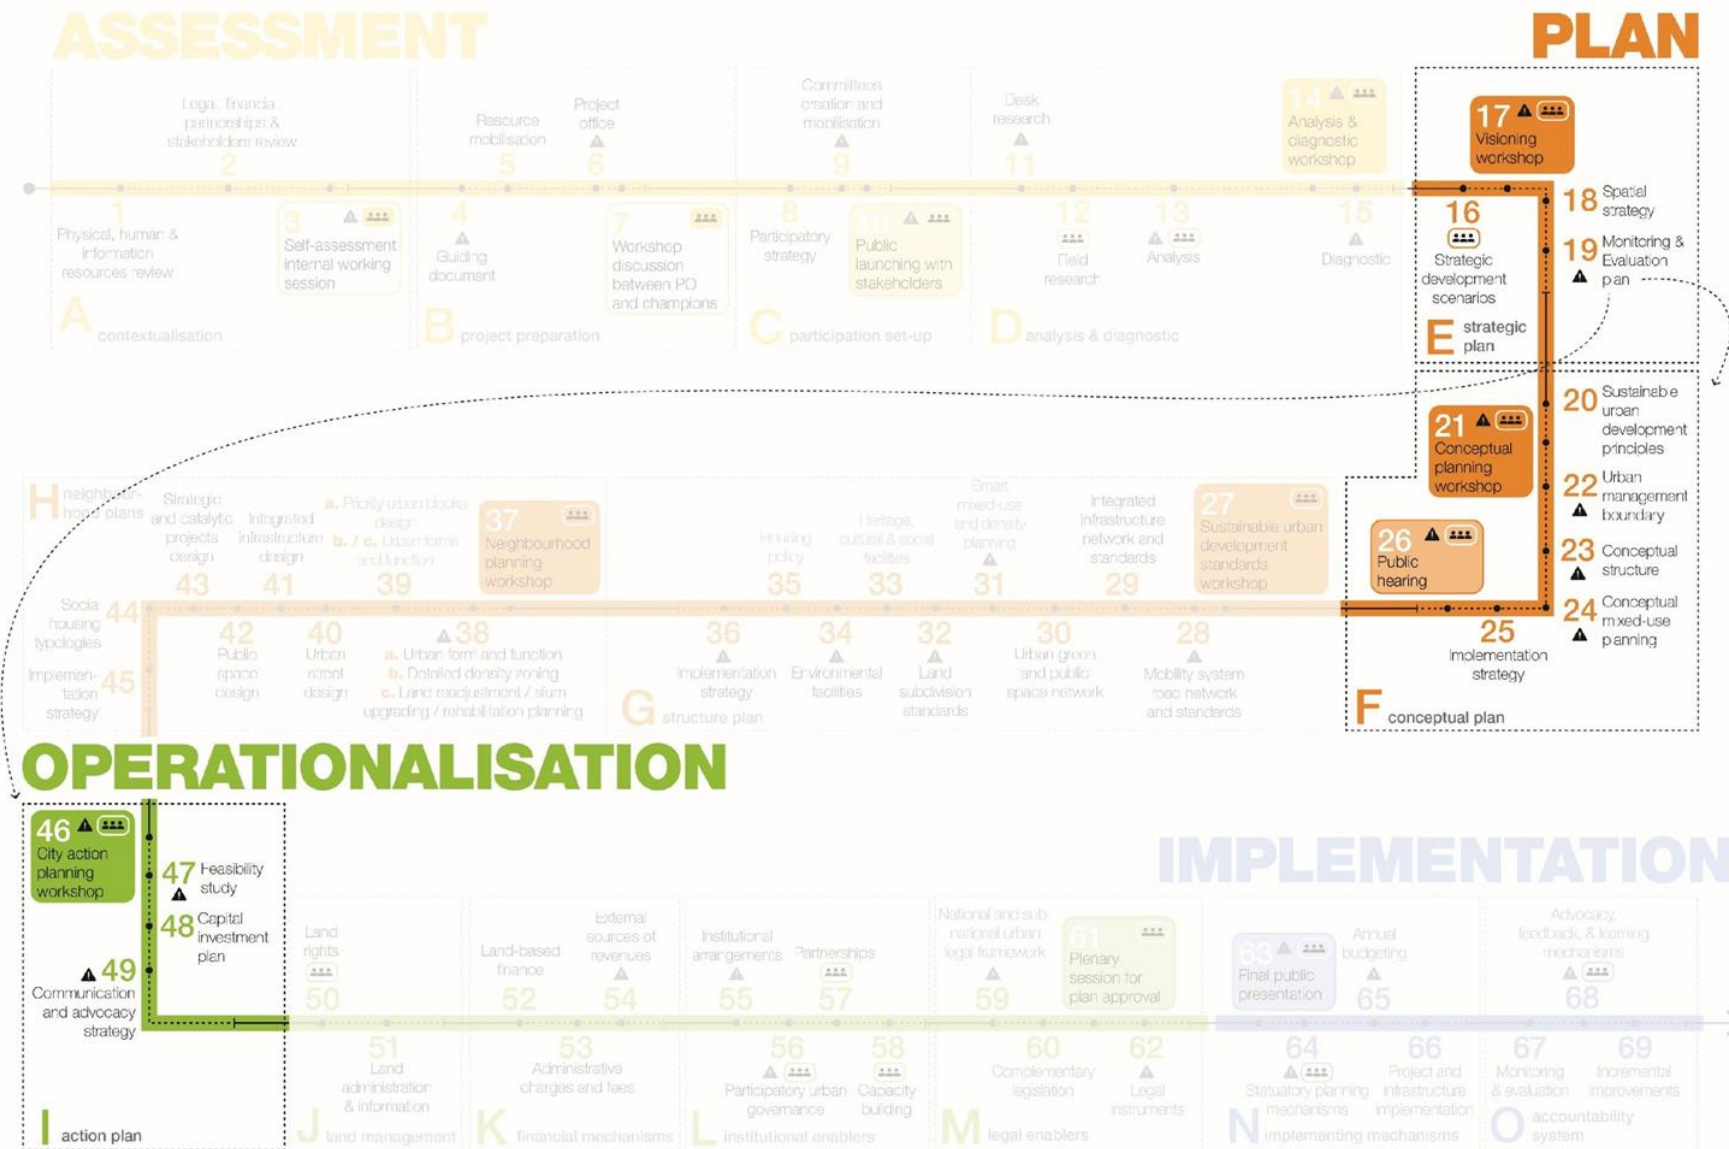 ASSESSMENT
PLAN
Legal, financial,
partnerships &
stakeholders review
2
Resource
mobilisation
5
Project
office
6
Committees
creation and
mobilisation
9
Desk
research
11
14
Analysis &
diagnostic
workshop
17
Visioning
workshop
1
Physical, human &
information
resources review
3
Self-assessment
internal working
session
4
Guiding
document
7
Workshop
discussion
between PO
and champions
8
Participatory
strategy
Public
launching with
stakeholders
12
Field
research
13
Analysis
15
Diagnostic
16
Strategic
development
scenarios
18
Spatial
strategy
19
Monitoring &
Evaluation
plan
A contextualisation
B project preparation
C participation set-up
D analysis & diagnostic
E strategic
plan
20
Sustainable
urban
development
principles
21
Conceptual
planning
workshop
22
Urban
management
boundary
23
Conceptual
structure
24
Conceptual
mixed-use
planning
25
Implementation
strategy
26
Public
hearing
F conceptual plan
H neighbour-
hood plans
Strategic
and catalytic
projects
design
43
Integrated
infrastructure
design
41
a. Priority urban blocks
design
b. / c. Urban forms
and function
39
37
Neighbourhood
planning
workshop
Housing
policy
35
Heritage,
cultural & social
facilities
33
Smart
mixed-use
and density
planning
31
Integrated
infrastructure
network and
standards
29
27
Sustainable urban
development
standards
workshop
Social
housing
typologies
44
Implemen-
tation
strategy
45
42
Public
space
design
40
Urban
street
design
38
a. Urban form and function
b. Detailed density zoning
c. Land readjustment / slum
upgrading / rehabilitation planning
36
Implementation
strategy
34
Environmental
facilities
32
Land
subdivision
standards
30
Urban green
and public
space network
28
Mobility system
road network
and standards
G structure plan
OPERATIONALISATION
46
City action
planning
workshop
47
Feasibility
study
48
Capital
investment
plan
49
Communication
and advocacy
strategy
I action plan
IMPLEMENTATION
Land
rights
50
Land-based
finance
52
External
sources of
revenues
54
Institutional
arrangements
55
Partnerships
57
National and sub-
national urban
legal framework
59
61
Plenary
session for
plan approval
63
Final public
presentation
Annual
budgeting
65
Advocacy,
feedback, & learning
mechanisms
68
51
Land
administration
& information
53
Administrative
charges and fees
56
Participatory urban
governance
58
Capacity
building
60
Complementary
legislation
62
Legal
instruments
64
Statuatory planning
mechanisms
66
Project and
infrastructure
implementation
67
Monitoring
& evaluation
69
Incremental
improvements
J land management
K financial mechanisms
L institutional enablers
M legal enablers
N implementing mechanisms
O accountability
system